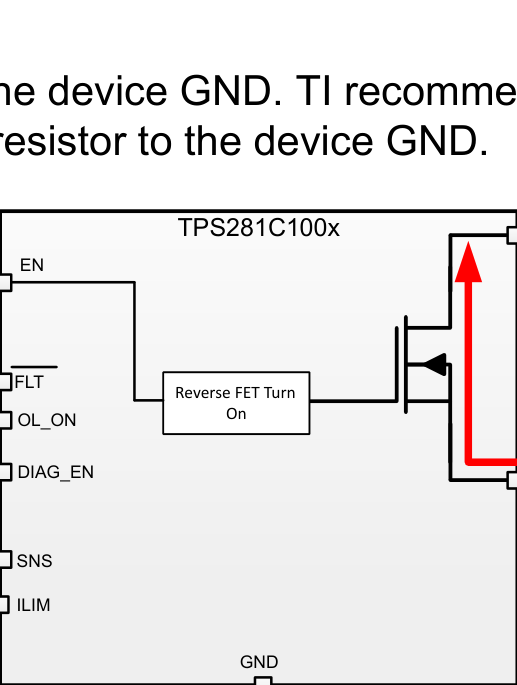 he device GND. TI recomme
resistor to the device GND.
TPS281C100x
EN
FLT
Reverse FET Turn
On
OL_ON
DIAG_EN
SNS
ILIM
GND